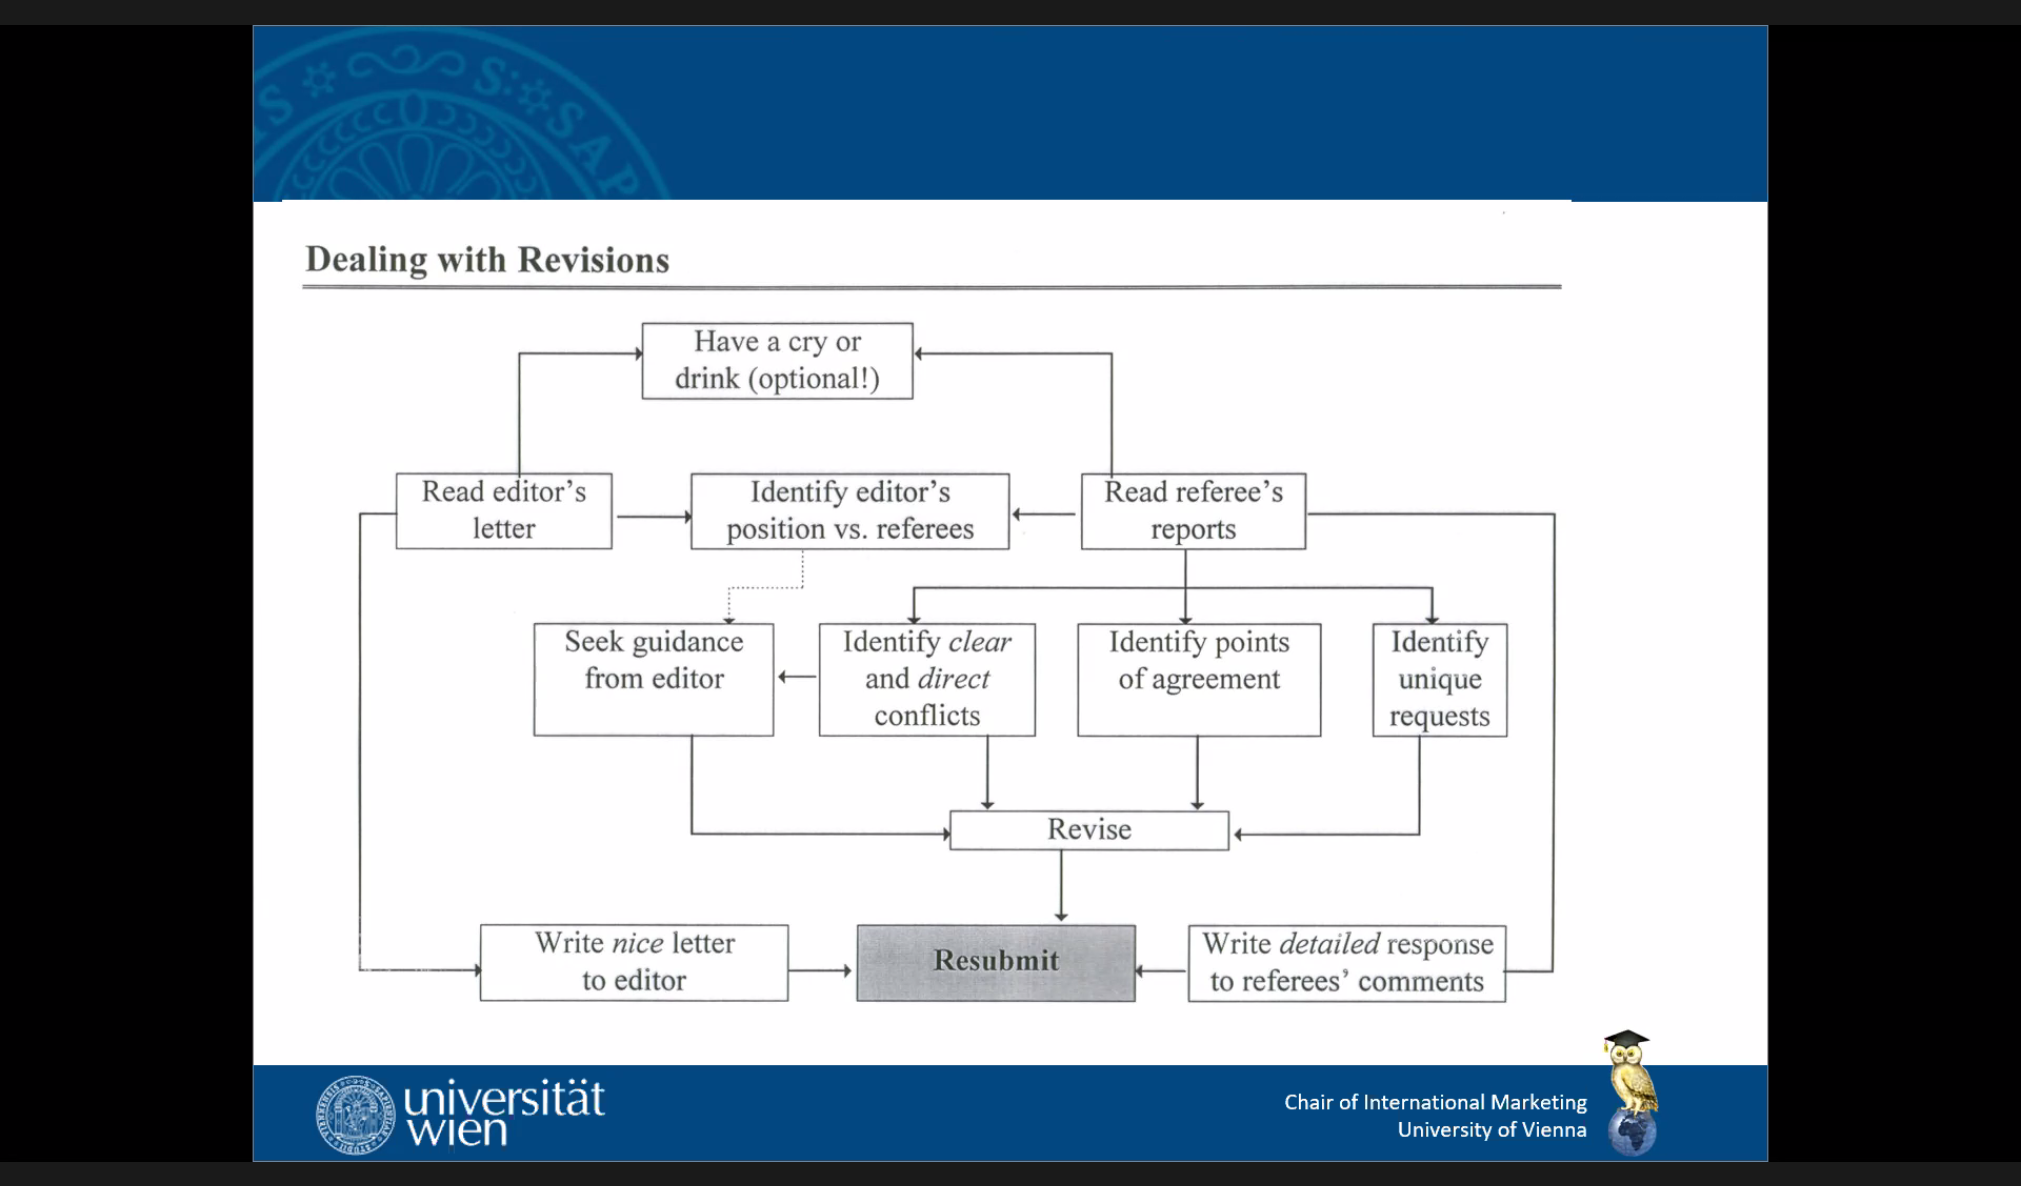 Dealing with Revisions
Have a cry or
drink (optional!)
Read editor's
letter
Identify editor's
position vs. referees
Read referee's
reports
Seek guidance
from editor
Identify clear
and direct
conflicts
Identify points
of agreement
Identify
unique
requests
Revise
Write nice letter
to editor
Resubmit
Write detailed response
to referees' comments
universität
wien
Chair of International Marketing
University of Vienna